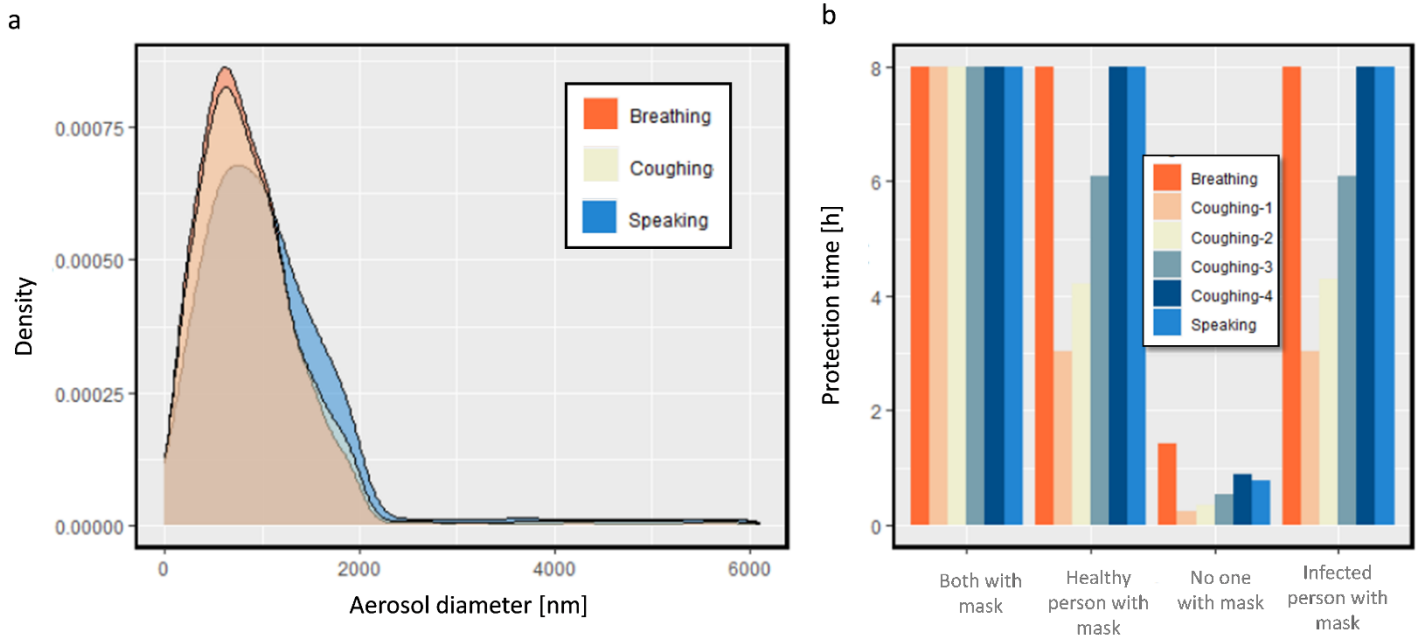 a
Density
0.00075
0.00050
0.00025
0.00000
0
2000
4000
6000
Aerosol diameter [nm]
Breathing
Coughing
Speaking
b
Protection time [h]
8
6
4
2
0
Breathing
Coughing-1
Coughing-2
Coughing-3
Coughing-4
Speaking
Both with
mask
Healthy
person with
mask
No one
with mask
Infected
person with
mask